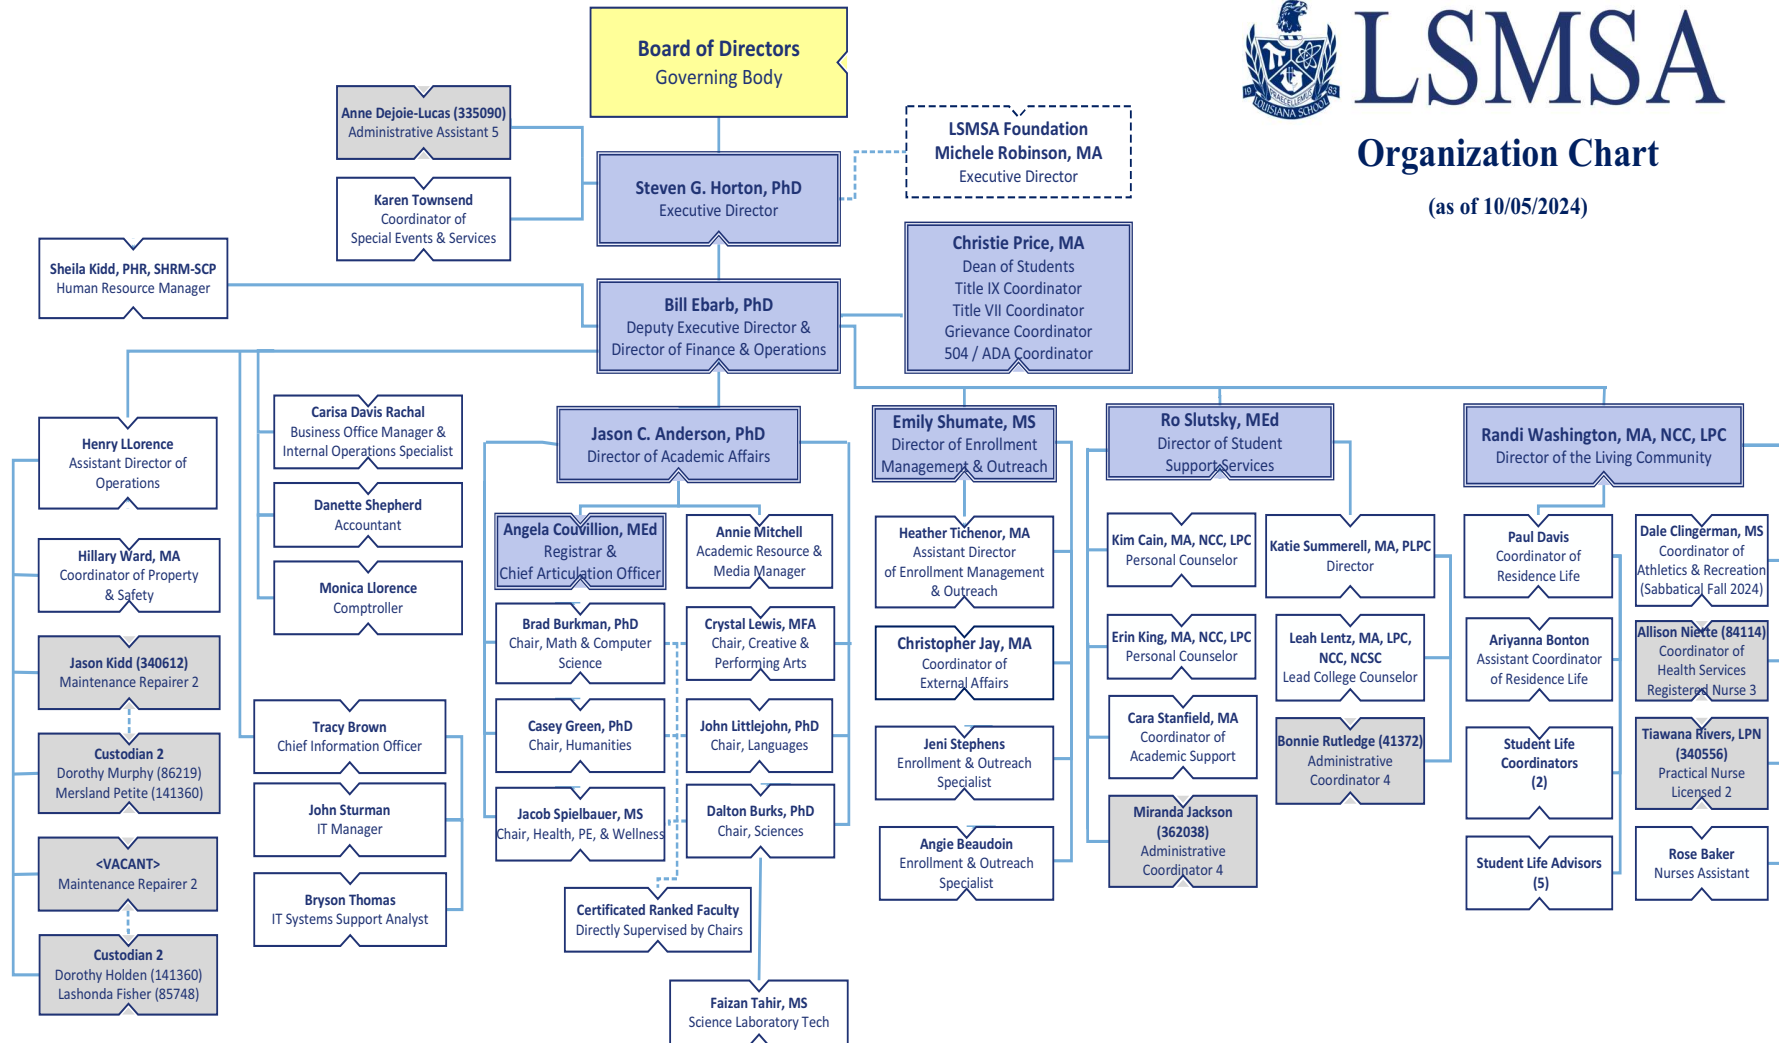 Board of Directors
Governing Body
LSMSA
19 83
PRAECELLEMUS
LOUISIANA SCHOOL
Organization Chart
(as of 10/05/2024)
Anne Dejoie-Lucas (335090)
Administrative Assistant 5
LSMSA Foundation
Michele Robinson, MA
Executive Director
Steven G. Horton, PhD
Executive Director
Karen Townsend
Coordinator of
Special Events & Services
Sheila Kidd, PHR, SHRM-SCP
Human Resource Manager
Christie Price, MA
Dean of Students
Title IX Coordinator
Title VII Coordinator
Grievance Coordinator
504 / ADA Coordinator
Bill Ebarb, PhD
Deputy Executive Director &
Director of Finance & Operations
Henry LLorence
Assistant Director of
Operations
Hillary Ward, MA
Coordinator of Property
& Safety
Jason Kidd (340612)
Maintenance Repairer 2
Custodian 2
Dorothy Murphy (86219)
Mersland Petite (141360)
<VACANT>
Maintenance Repairer 2
Custodian 2
Dorothy Holden (141360)
Lashonda Fisher (85748)
Carisa Davis Rachal
Business Office Manager &
Internal Operations Specialist
Danette Shepherd
Accountant
Monica Llorence
Comptroller
Tracy Brown
Chief Information Officer
John Sturman
IT Manager
Bryson Thomas
IT Systems Support Analyst
Jason C. Anderson, PhD
Director of Academic Affairs
Angela Couvillion, MEd
Registrar &
Chief Articulation Officer
Annie Mitchell
Academic Resource &
Media Manager
Brad Burkman, PhD
Chair, Math & Computer
Science
Crystal Lewis, MFA
Chair, Creative &
Performing Arts
Casey Green, PhD
Chair, Humanities
John Littlejohn, PhD
Chair, Languages
Jacob Spielbauer, MS
Chair, Health, PE, & Wellness
Dalton Burks, PhD
Chair, Sciences
Certificated Ranked Faculty
Directly Supervised by Chairs
Faizan Tahir, MS
Science Laboratory Tech
Emily Shumate, MS
Director of Enrollment
Management & Outreach
Heather Tichenor, MA
Assistant Director
of Enrollment Management
& Outreach
Christopher Jay, MA
Coordinator of
External Affairs
Jeni Stephens
Enrollment & Outreach
Specialist
Angie Beaudoin
Enrollment & Outreach
Specialist
Ro Slutsky, MEd
Director of Student
Support Services
Kim Cain, MA, NCC, LPC
Personal Counselor
Erin King, MA, NCC, LPC
Personal Counselor
Cara Stanfield, MA
Coordinator of
Academic Support
Miranda Jackson
(362038)
Administrative
Coordinator 4
Katie Summerell, MA, PLPC
Director
Leah Lentz, MA, LPC,
NCC, NCSC
Lead College Counselor
Bonnie Rutledge (41372)
Administrative
Coordinator 4
Randi Washington, MA, NCC, LPC
Director of the Living Community
Paul Davis
Coordinator of
Residence Life
Ariyanna Bonton
Assistant Coordinator
of Residence Life
Student Life
Coordinators
(2)
Student Life Advisors
(5)
Dale Clingerman, MS
Coordinator of
Athletics & Recreation
(Sabbatical Fall 2024)
Allison Niette (84114)
Coordinator of
Health Services
Registered Nurse 3
Tiawana Rivers, LPN
(340556)
Practical Nurse
Licensed 2
Rose Baker
Nurses Assistant